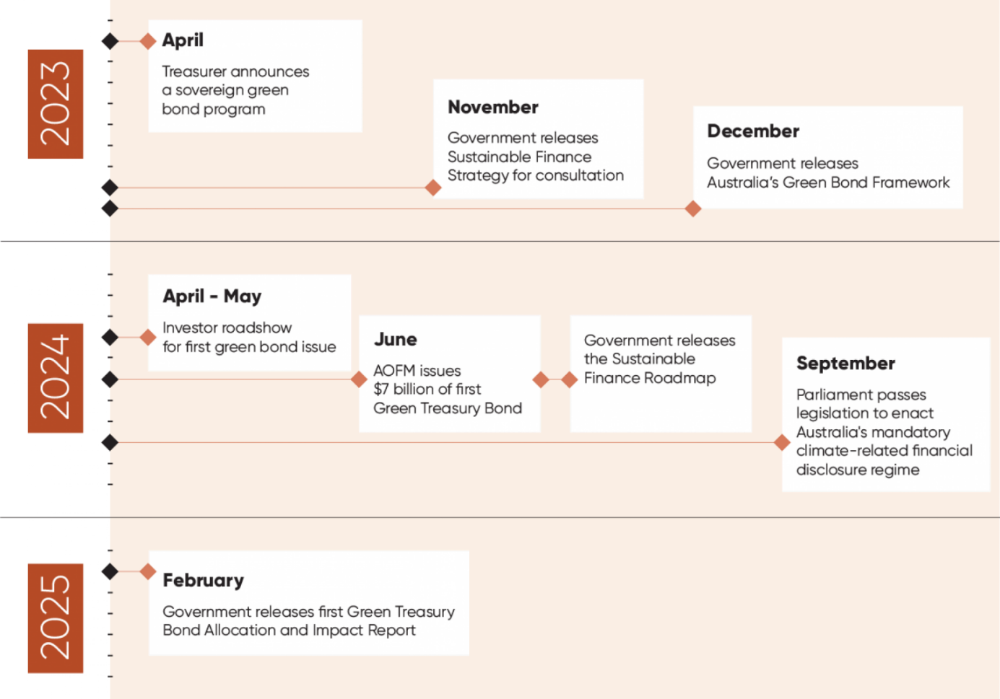 2023
April
Treasurer announces
a sovereign green
bond program
November
Government releases
Sustainable Finance
Strategy for consultation
December
Government releases
Australia's Green Bond Framework
2024
April - May
Investor roadshow
for first green bond issue
June
AOFM issues
$7 billion of first
Green Treasury Bond
Government releases
the Sustainable
Finance Roadmap
September
Parliament passes
legislation to enact
Australia's mandatory
climate-related financial
disclosure regime
2025
February
Government releases first Green Treasury
Bond Allocation and Impact Report